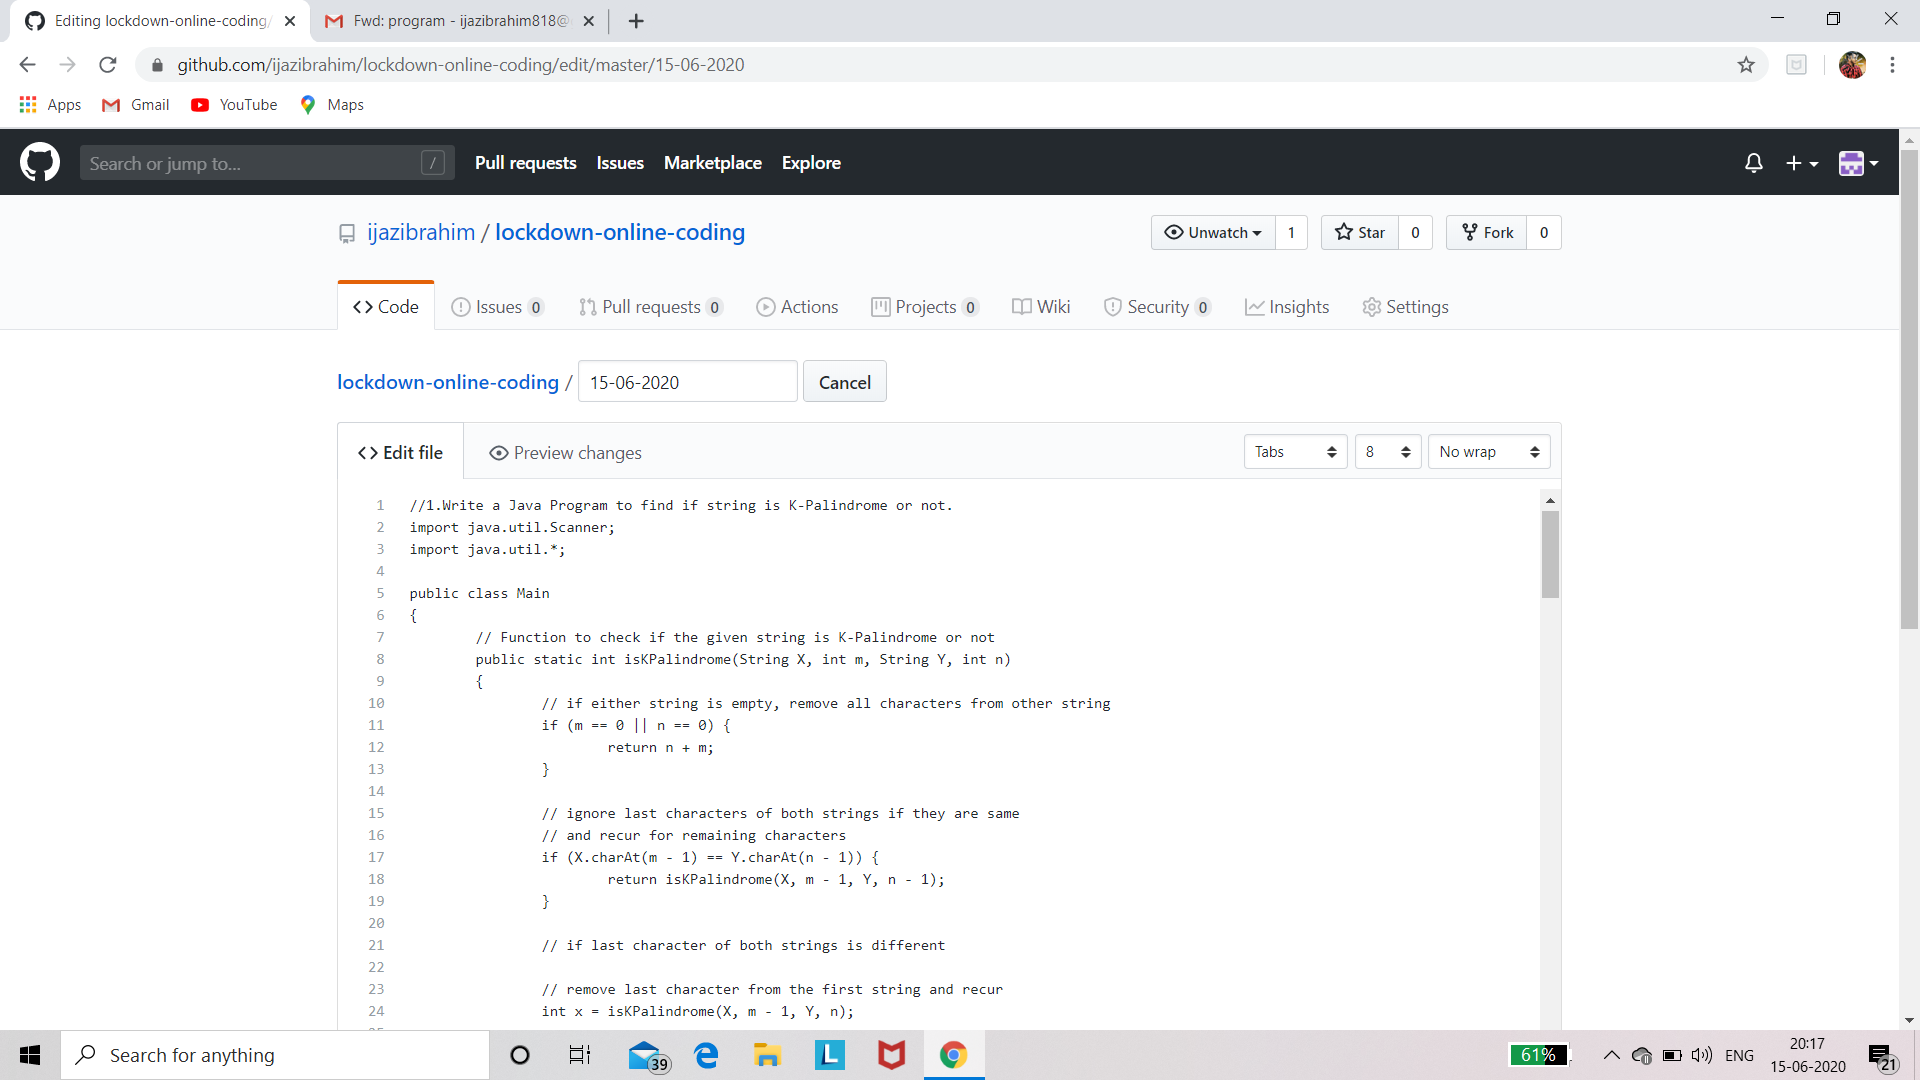 Editing lockdown-online-coding/
Fwd: program - ijazibrahim818@
github.com/ijazibrahim/lockdown-online-coding/edit/master/15-06-2020
Apps Gmail YouTube Maps
Search or jump to... / Pull requests Issues Marketplace Explore
ijazibrahim / lockdown-online-coding
Unwatch 1 Star 0 Fork 0
Code Issues 0 Pull requests 0 Actions Projects 0 Wiki Security 0 Insights Settings
lockdown-online-coding / 15-06-2020 Cancel
Edit file Preview changes Tabs 8 No wrap
1 //1.Write a Java Program to find if string is K-Palindrome or not.
2 import java.util.Scanner;
3 import java.util.*;
4
5 public class Main
6 {
7 // Function to check if the given string is K-Palindrome or not
8 public static int isKPalindrome(String X, int m, String Y, int n)
9 {
10 // if either string is empty, remove all characters from other string
11 if (m == 0 || n == 0) {
12 return n + m;
13 }
14
15 // ignore last characters of both strings if they are same
16 // and recur for remaining characters
17 if (X.charAt(m - 1) == Y.charAt(n - 1)) {
18 return isKPalindrome(X, m - 1, Y, n - 1);
19 }
20
21 // if last character of both strings is different
22
23 // remove last character from the first string and recur
24 int x = isKPalindrome(X, m - 1, Y, n);
Search for anything
39
61%
ENG
20:17
15-06-2020
21